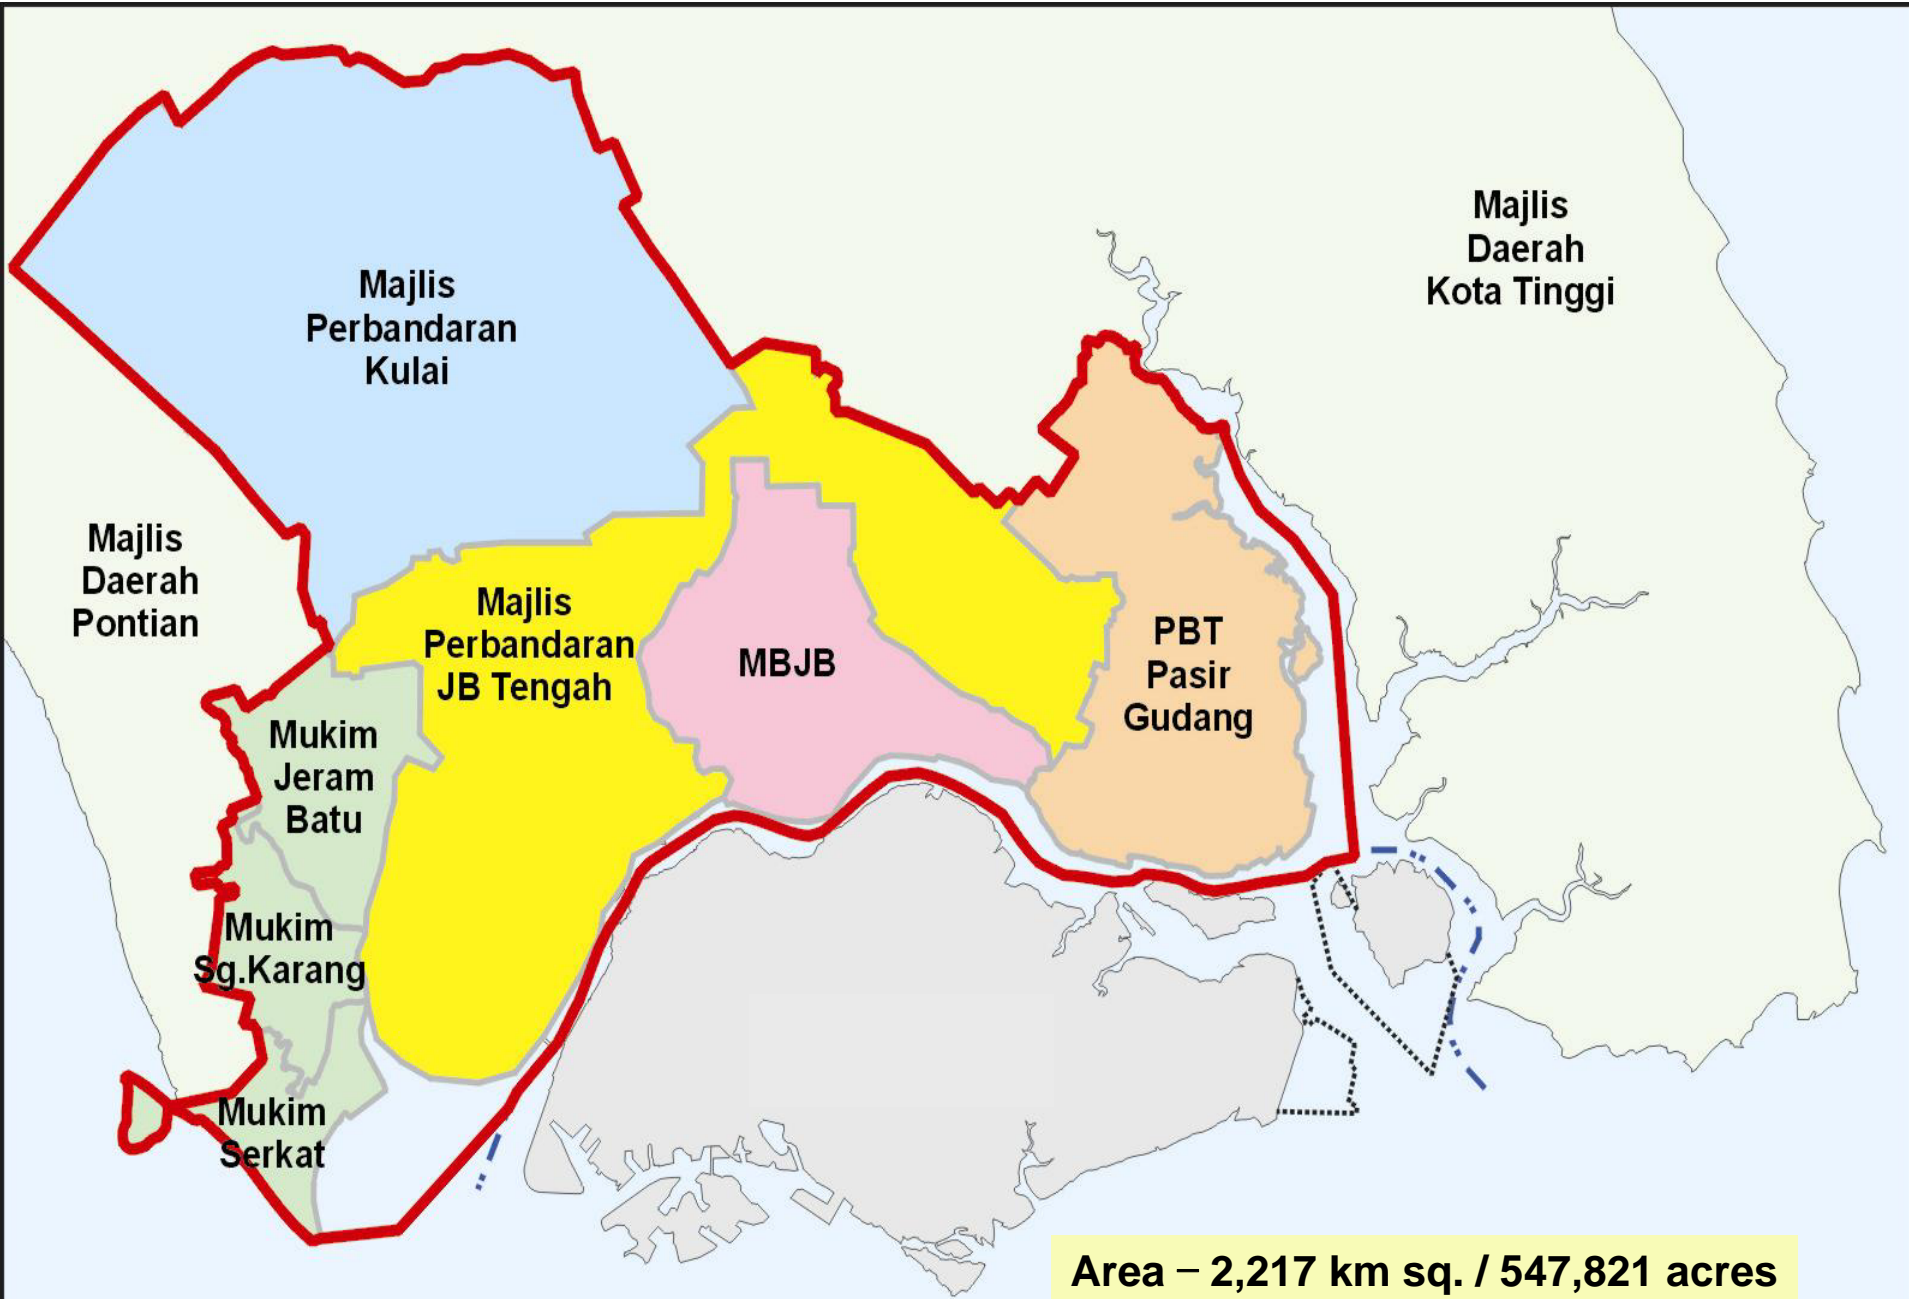 Majlis
Daerah
Kota Tinggi
Majlis
Perbandaran
Kulai
Majlis
Daerah
Pontian
Majlis
Perbandaran
JB Tengah
MBJB
PBT
Pasir
Gudang
Mukim
Jeram
Batu
Mukim
Sg.Karang
Mukim
Serkat
Area – 2,217 km sq. / 547,821 acres